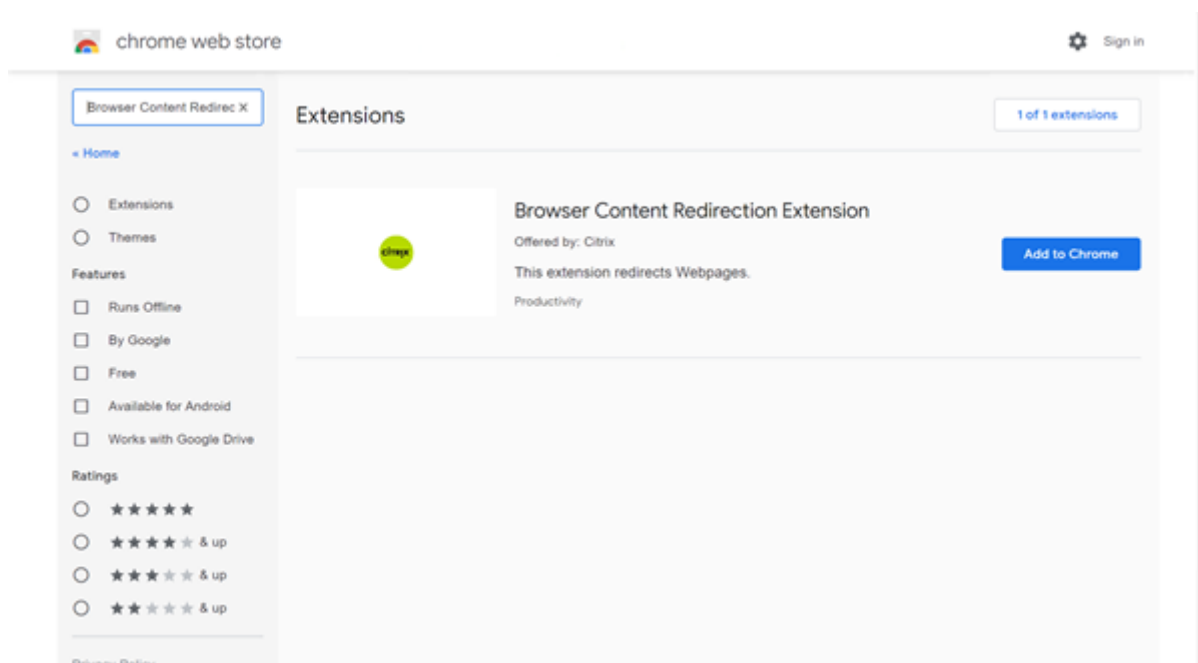 chrome web store
Sign in
Browser Content Redirec ×
« Home
Extensions
Themes
Features
Runs Offline
By Google
Free
Available for Android
Works with Google Drive
Ratings
& up
& up
& up
Privacy Policy
Extensions
1 of 1 extensions
citrix
Browser Content Redirection Extension
Offered by: Citrix
This extension redirects Webpages.
Productivity
Add to Chrome